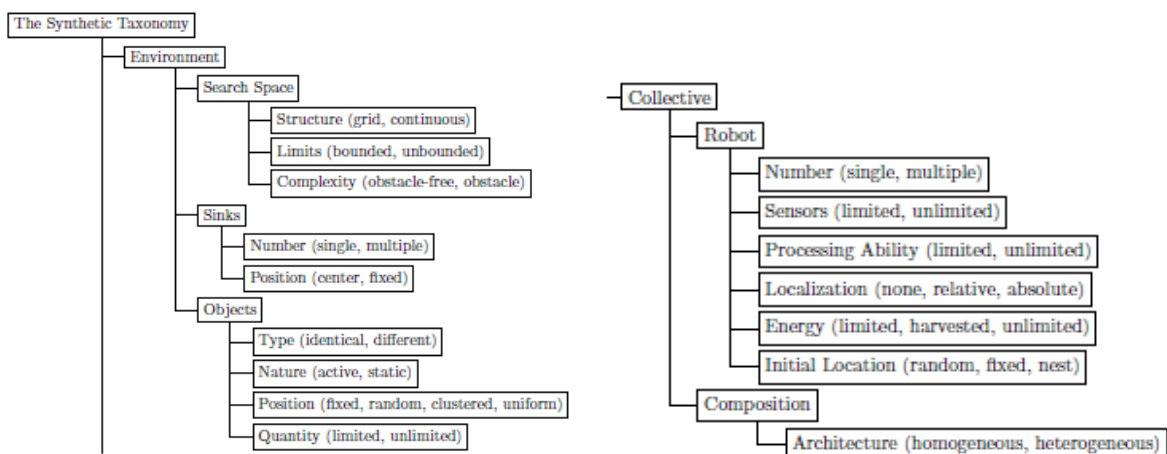 The Synthetic Taxonomy
Environment
Search Space
Structure (grid, continuous)
Limits (bounded, unbounded)
Complexity (obstacle-free, obstacle)
Sinks
Number (single, multiple)
Position (center, fixed)
Objects
Type (identical, different)
Nature (active, static)
Position (fixed, random, clustered, uniform)
Quantity (limited, unlimited)
Collective
Robot
Number (single, multiple)
Sensors (limited, unlimited)
Processing Ability (limited, unlimited)
Localization (none, relative, absolute)
Energy (limited, harvested, unlimited)
Initial Location (random, fixed, nest)
Composition
Architecture (homogeneous, heterogeneous)